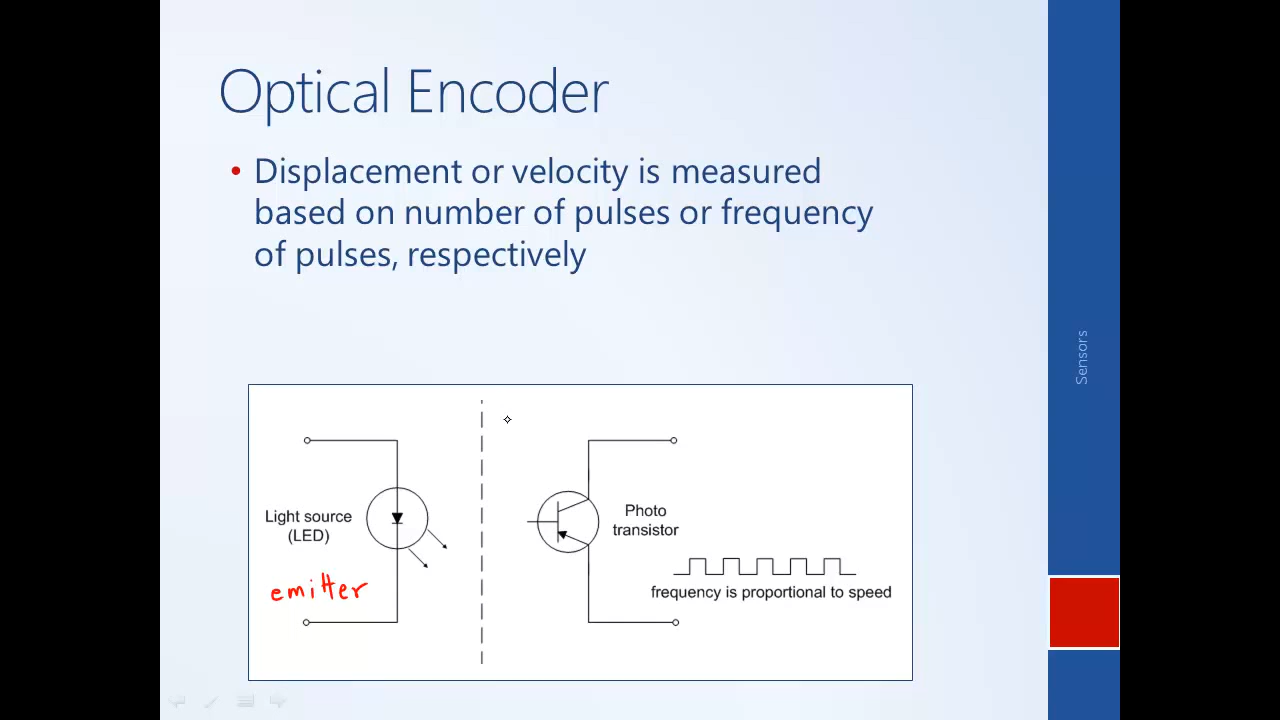 Optical Encoder
• Displacement or velocity is measured
based on number of pulses or frequency
of pulses, respectively
Sensors
Light source
(LED)
emitter
Photo
transistor
frequency is proportional to speed